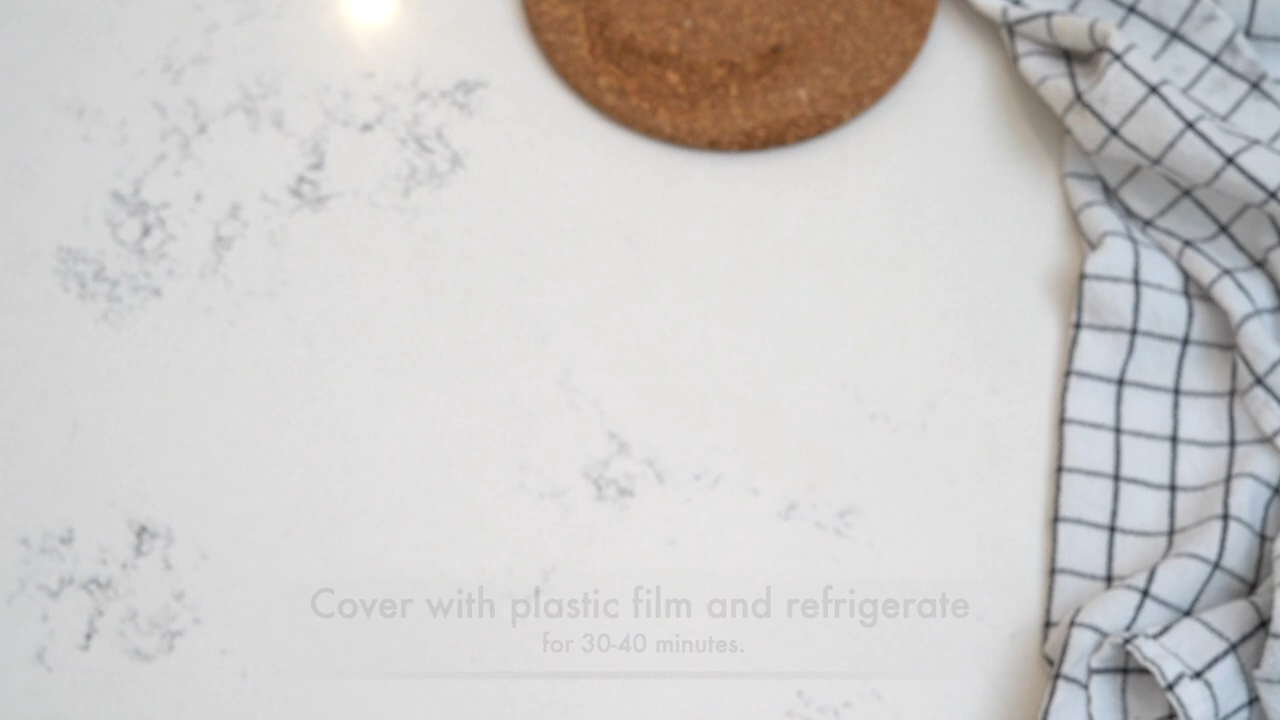 Cover with plastic film and refrigerate
for 30-40 minutes.